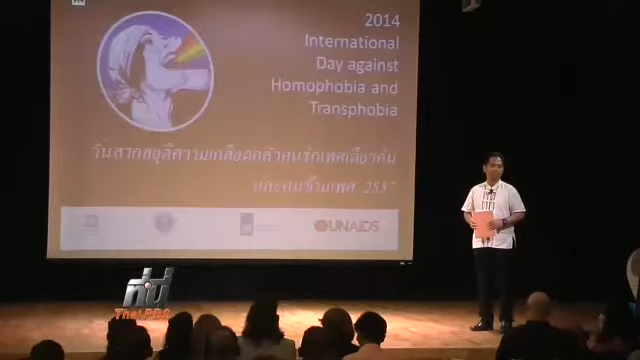 2014
International
Day against
Homophobia and
Transphobia
วันสากลยุติความเกลียดกลัวคนรักเพศเดียวกัน
และคนข้ามเพศ 2557
UNAIDS
Thai PBS